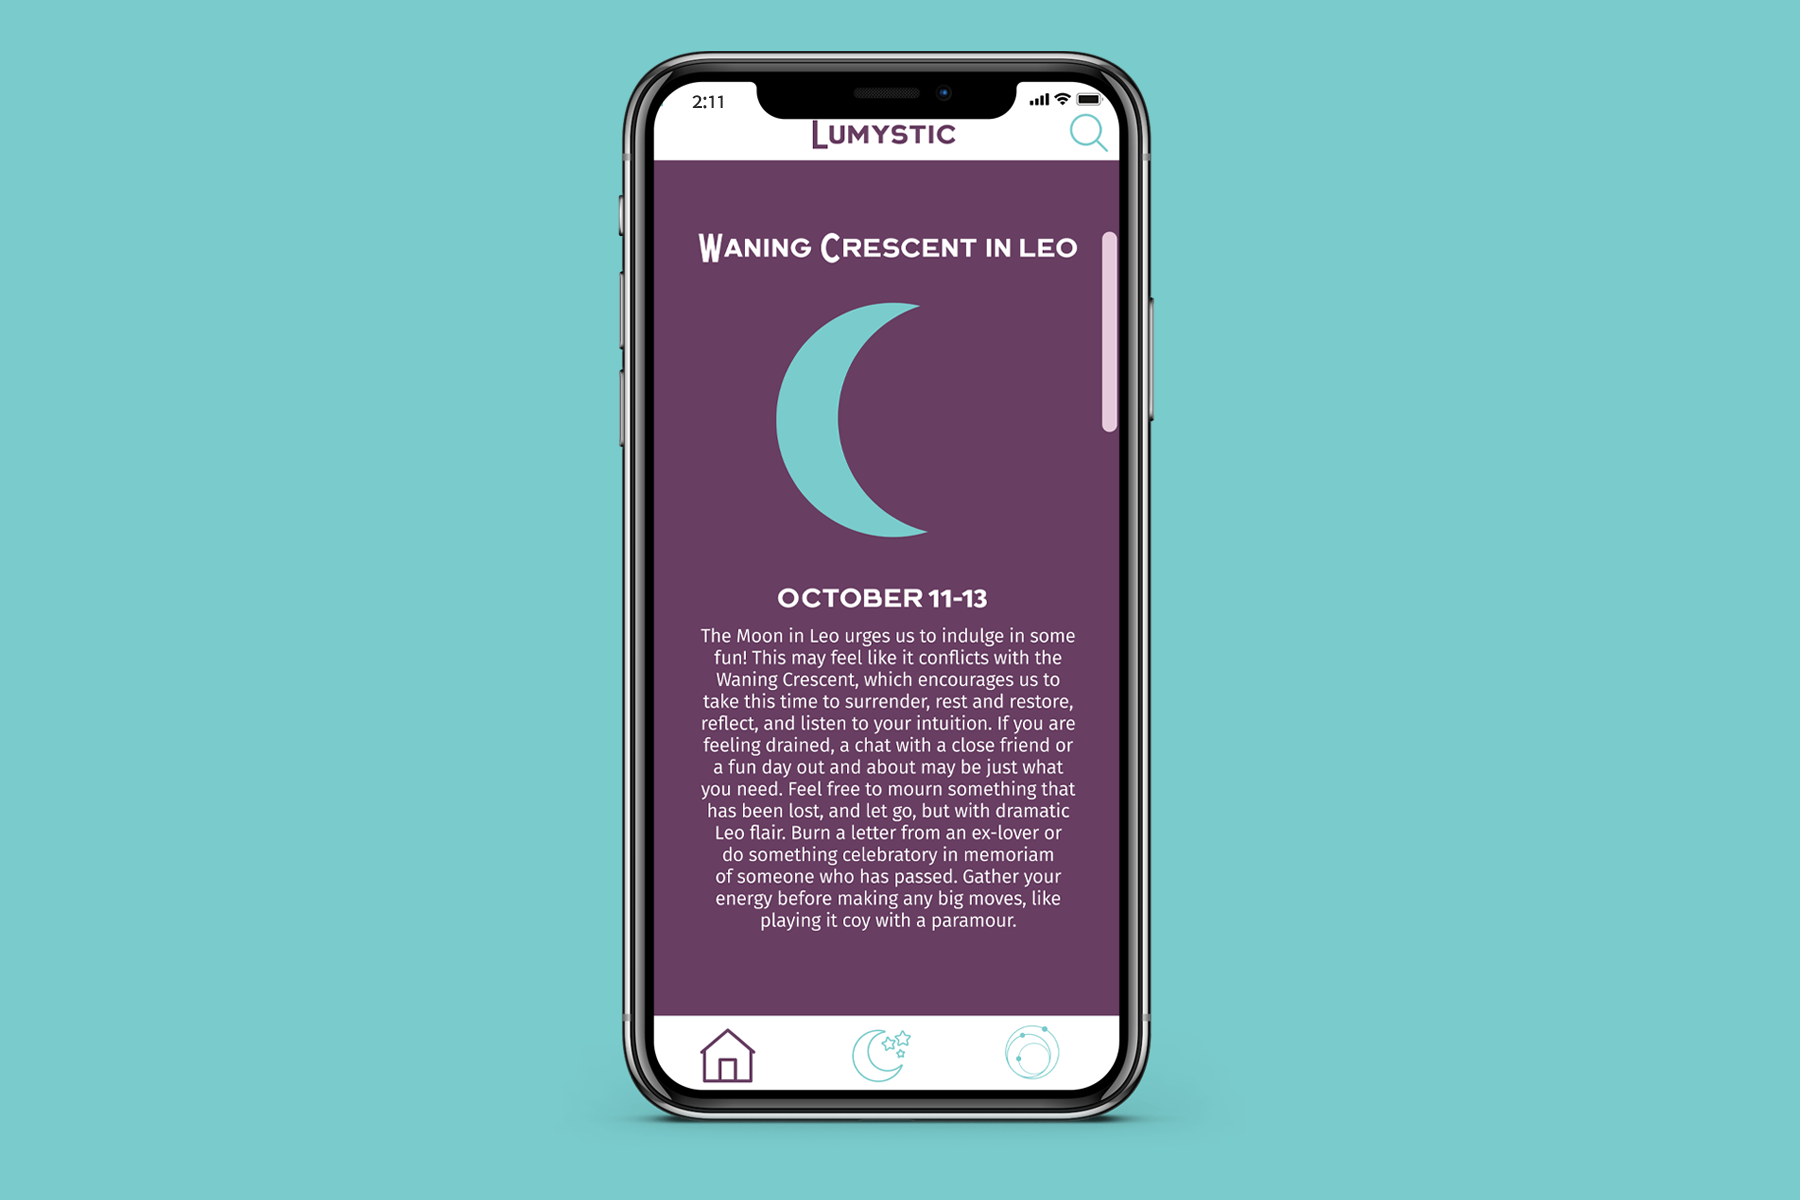 2:11
LUMYSTIC
WANING CRESCENT IN LEO
OCTOBER 11-13
The Moon in Leo urges us to indulge in some
fun! This may feel like it conflicts with the
Waning Crescent, which encourages us to
take this time to surrender, rest and restore,
reflect, and listen to your intuition. If you are
feeling drained, a chat with a close friend or
a fun day out and about may be just what
you need. Feel free to mourn something that
has been lost, and let go, but with dramatic
Leo flair. Burn a letter from an ex-lover or
do something celebratory in memoriam
of someone who has passed. Gather your
energy before making any big moves, like
playing it coy with a paramour.